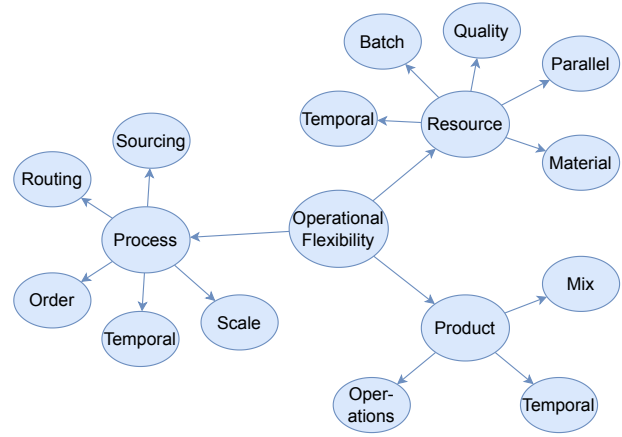 Batch
Quality
Parallel
Temporal
Resource
Material
Sourcing
Routing
Process
Operational
Flexibility
Order
Temporal
Scale
Mix
Product
Oper-
ations
Temporal